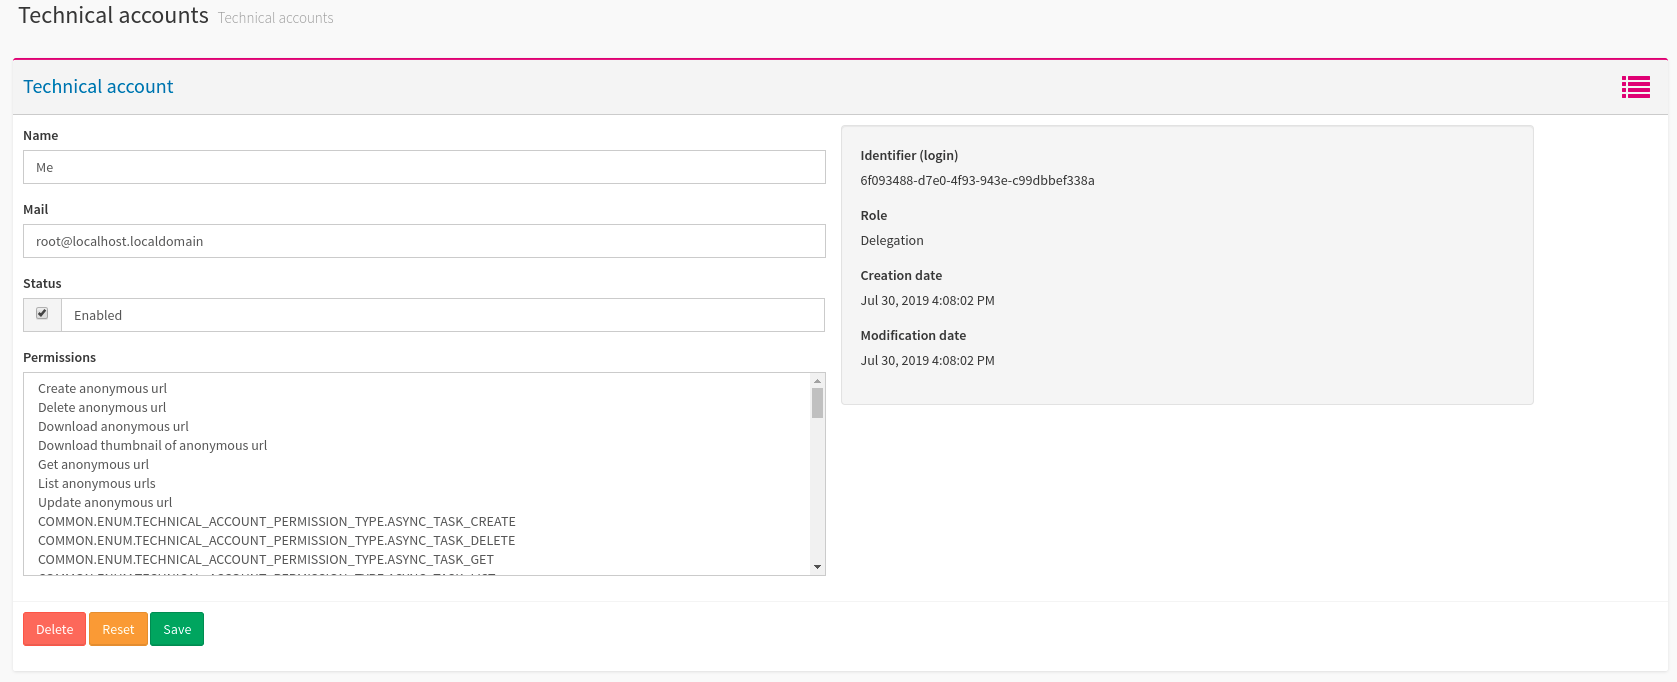 Technical accounts Technical accounts
Technical account
Name
Me
Mail
root@localhost.localdomain
Status
Enabled
Permissions
Create anonymous url
Delete anonymous url
Download anonymous url
Download thumbnail of anonymous url
Get anonymous url
List anonymous urls
Update anonymous url
COMMON.ENUM.TECHNICAL_ACCOUNT_PERMISSION_TYPE.ASYNC_TASK_CREATE
COMMON.ENUM.TECHNICAL_ACCOUNT_PERMISSION_TYPE.ASYNC_TASK_DELETE
COMMON.ENUM.TECHNICAL_ACCOUNT_PERMISSION_TYPE.ASYNC_TASK_GET
COMMON.ENUM.TECHNICAL_ACCOUNT_PERMISSION_TYPE.ASYNC_TASK_LIST
Identifier (login)
6f093488-d7e0-4f93-943e-c99dbbef338a
Role
Delegation
Creation date
Jul 30, 2019 4:08:02 PM
Modification date
Jul 30, 2019 4:08:02 PM
Delete Reset Save